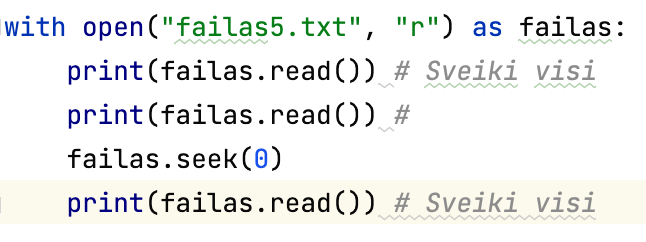 with open("failas5.txt", "r") as failas:
print(failas.read()) # Sveiki visi
print(failas.read()) #
failas.seek(0)
print(failas.read()) # Sveiki visi